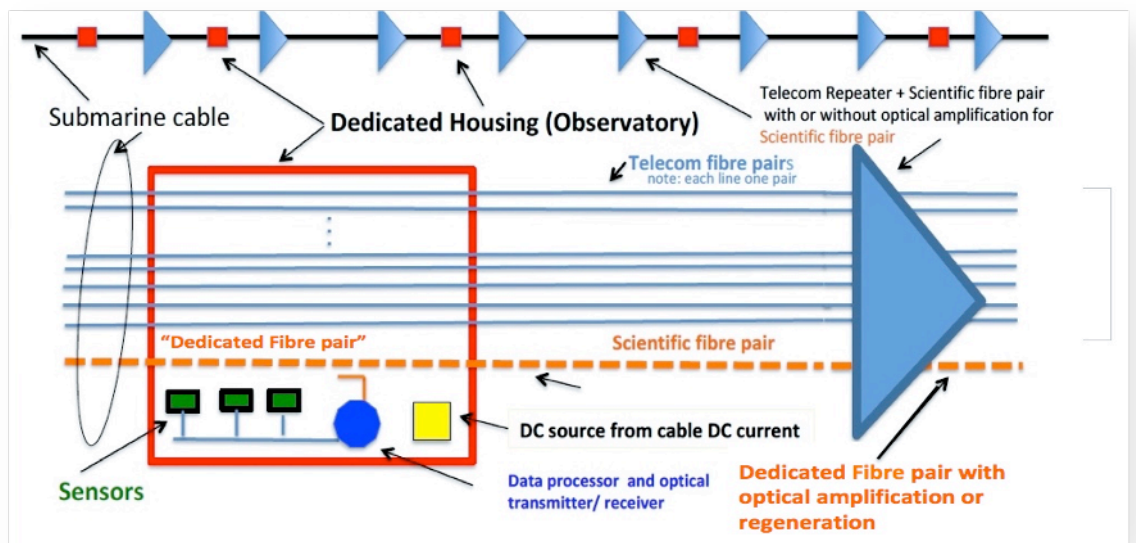 Submarine cable
Dedicated Housing (Observatory)
Telecom Repeater + Scientific fibre pair
with or without optical amplification for
Scientific fibre pair
Telecom fibre pairs
note: each line one pair
“Dedicated Fibre pair”
Scientific fibre pair
DC source from cable DC current
Sensors
Data processor and optical
transmitter/ receiver
Dedicated Fibre pair with
optical amplification or
regeneration